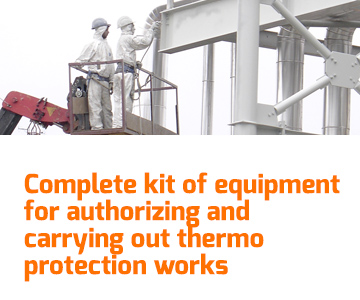 Complete kit of equipment
for authorizing and
carrying out thermo
protection works